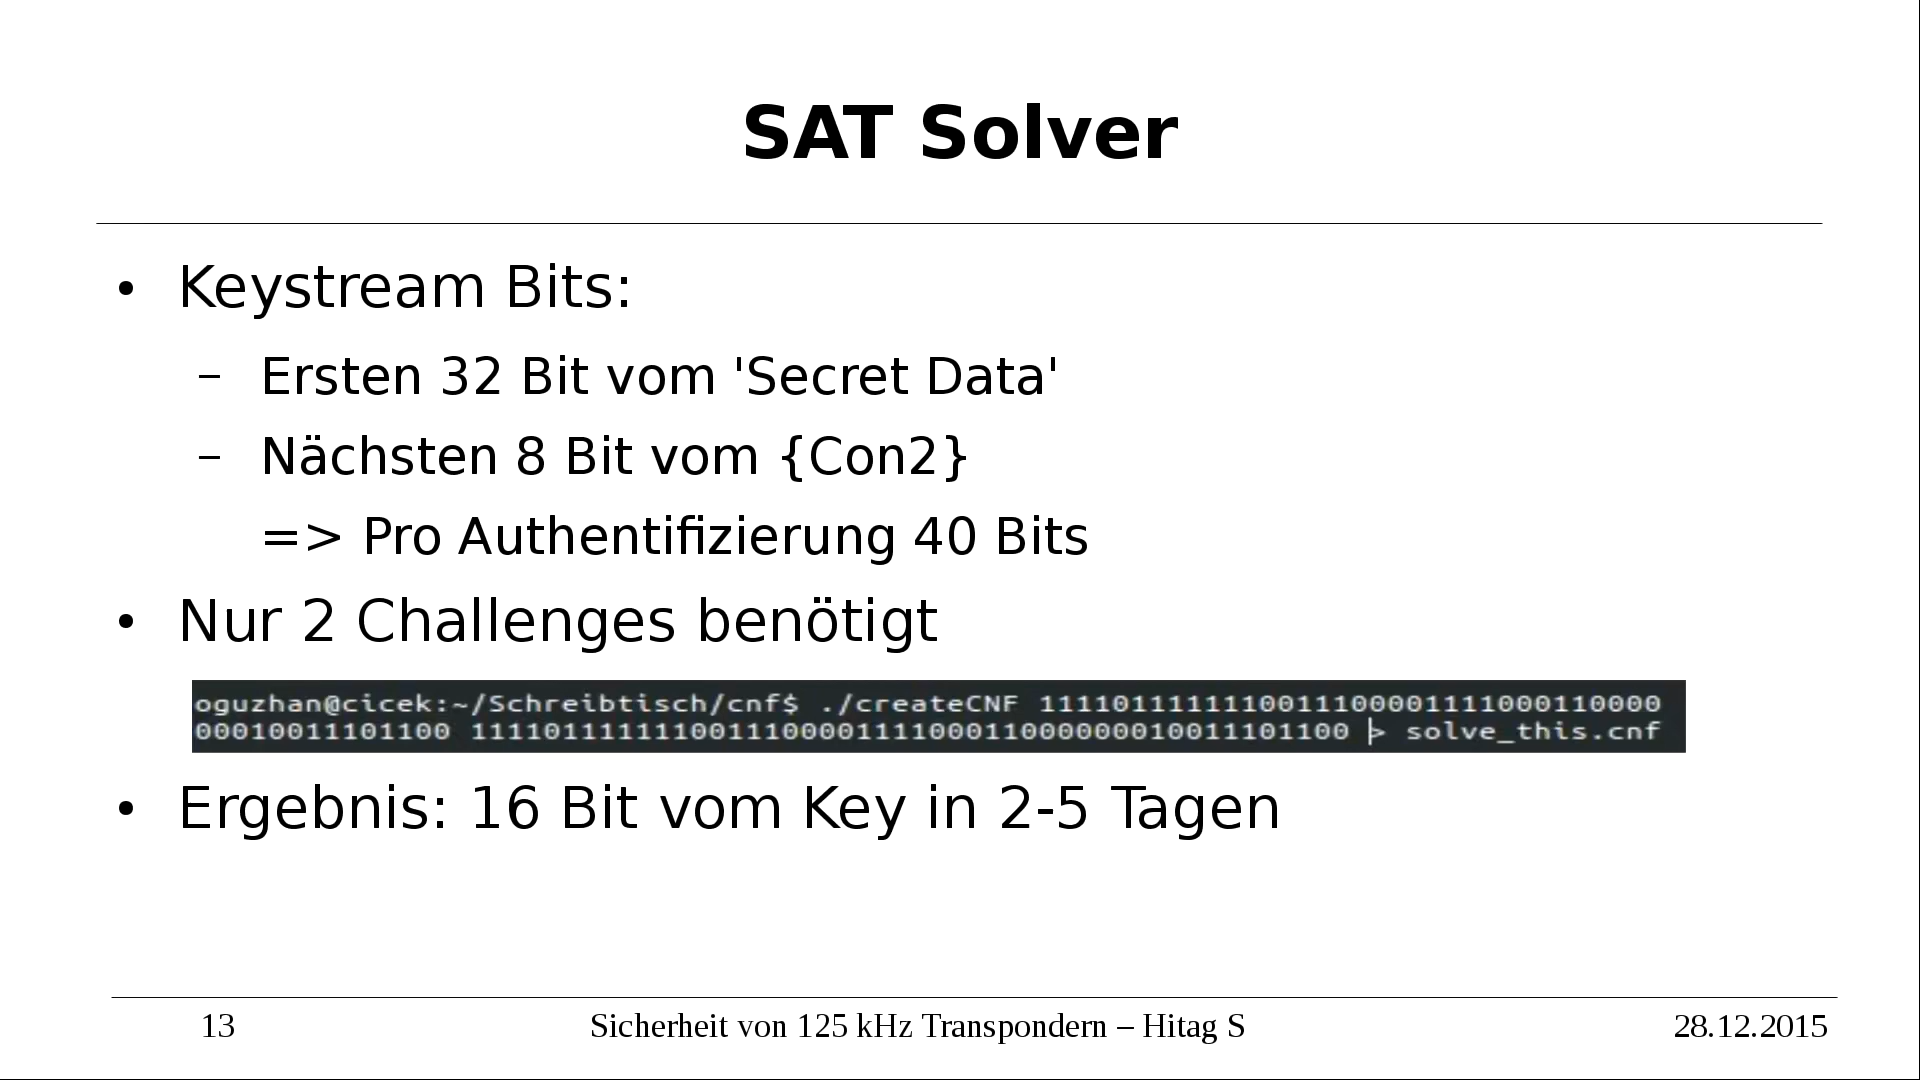 SAT Solver
• Keystream Bits:
– Ersten 32 Bit vom 'Secret Data'
– Nächsten 8 Bit vom {Con2}
=> Pro Authentifizierung 40 Bits
• Nur 2 Challenges benötigt
oguzhan@cicek:~/Schreibtisch/cnf$ ./createCNF 1111011111110011100001111000110000
00010011101100 111101111111001110000111100011000000010011101100 > solve_this.cnf
• Ergebnis: 16 Bit vom Key in 2-5 Tagen
13 Sicherheit von 125 kHz Transpondern – Hitag S 28.12.2015